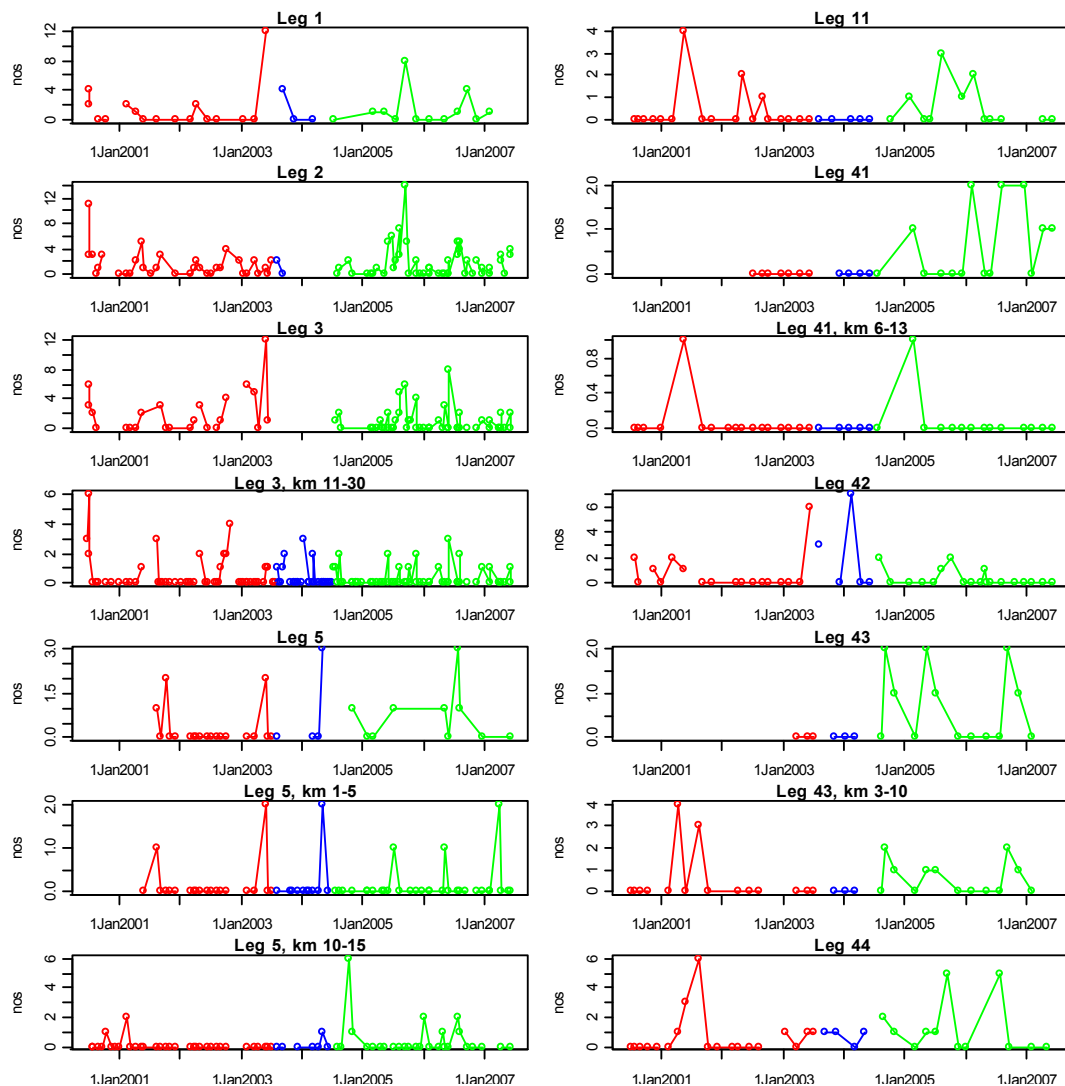 Leg 1
nos
0 4 8 12
1Jan2001 1Jan2003 1Jan2005 1Jan2007
Leg 11
nos
0 1 2 3 4
1Jan2001 1Jan2003 1Jan2005 1Jan2007
Leg 2
nos
0 4 8 12
1Jan2001 1Jan2003 1Jan2005 1Jan2007
Leg 41
nos
0.0 1.0 2.0
1Jan2001 1Jan2003 1Jan2005 1Jan2007
Leg 3
nos
0 4 8 12
1Jan2001 1Jan2003 1Jan2005 1Jan2007
Leg 41, km 6-13
nos
0.0 0.4 0.8
1Jan2001 1Jan2003 1Jan2005 1Jan2007
Leg 3, km 11-30
nos
0 2 4 6
1Jan2001 1Jan2003 1Jan2005 1Jan2007
Leg 42
nos
0 2 4 6
1Jan2001 1Jan2003 1Jan2005 1Jan2007
Leg 5
nos
0.0 1.5 3.0
1Jan2001 1Jan2003 1Jan2005 1Jan2007
Leg 43
nos
0.0 1.0 2.0
1Jan2001 1Jan2003 1Jan2005 1Jan2007
Leg 5, km 1-5
nos
0.0 1.0 2.0
1Jan2001 1Jan2003 1Jan2005 1Jan2007
Leg 43, km 3-10
nos
0 1 2 3 4
1Jan2001 1Jan2003 1Jan2005 1Jan2007
Leg 5, km 10-15
nos
0 2 4 6
1Jan2001 1Jan2003 1Jan2005 1Jan2007
Leg 44
nos
0 2 4 6
1Jan2001 1Jan2003 1Jan2005 1Jan2007